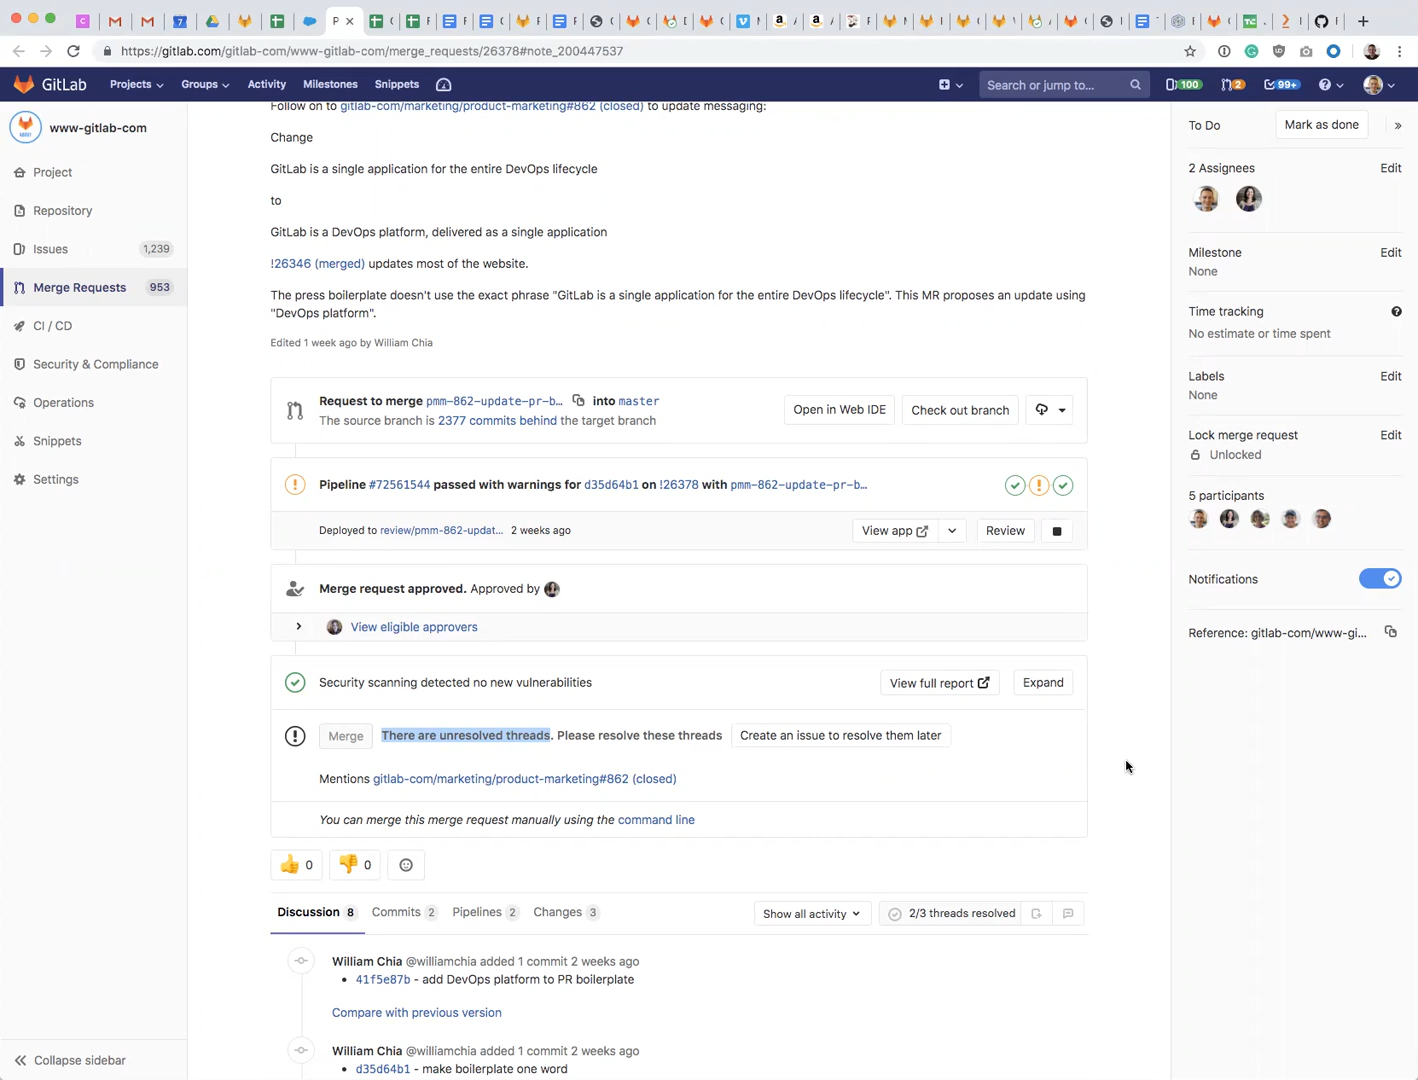 https://gitlab.com/gitlab-com/www-gitlab-com/merge_requests/26378#note_200447537
GitLab Projects Groups Activity Milestones Snippets Search or jump to... 100 2 99+
www-gitlab-com
Project
Repository
Issues 1,239
Merge Requests 953
CI / CD
Security & Compliance
Operations
Snippets
Settings
Collapse sidebar
Follow on to gitlab-com/marketing/product-marketing#862 (closed) to update messaging:
Change
GitLab is a single application for the entire DevOps lifecycle
to
GitLab is a DevOps platform, delivered as a single application
!26346 (merged) updates most of the website.
The press boilerplate doesn't use the exact phrase "GitLab is a single application for the entire DevOps lifecycle". This MR proposes an update using
"DevOps platform".
Edited 1 week ago by William Chia
Request to merge pmm-862-update-pr-b... into master
The source branch is 2377 commits behind the target branch
Open in Web IDE Check out branch
Pipeline #72561544 passed with warnings for d35d64b1 on !26378 with pmm-862-update-pr-b...
Deployed to review/pmm-862-updat... 2 weeks ago View app Review
Merge request approved. Approved by
View eligible approvers
Security scanning detected no new vulnerabilities View full report Expand
Merge There are unresolved threads. Please resolve these threads Create an issue to resolve them later
Mentions gitlab-com/marketing/product-marketing#862 (closed)
You can merge this merge request manually using the command line
0 0
Discussion 8 Commits 2 Pipelines 2 Changes 3 Show all activity 2/3 threads resolved
William Chia @williamchia added 1 commit 2 weeks ago
• 41f5e87b - add DevOps platform to PR boilerplate
Compare with previous version
William Chia @williamchia added 1 commit 2 weeks ago
• d35d64b1 - make boilerplate one word
To Do Mark as done
2 Assignees Edit
Milestone Edit
None
Time tracking
No estimate or time spent
Labels Edit
None
Lock merge request Edit
Unlocked
5 participants
Notifications
Reference: gitlab-com/www-gi...